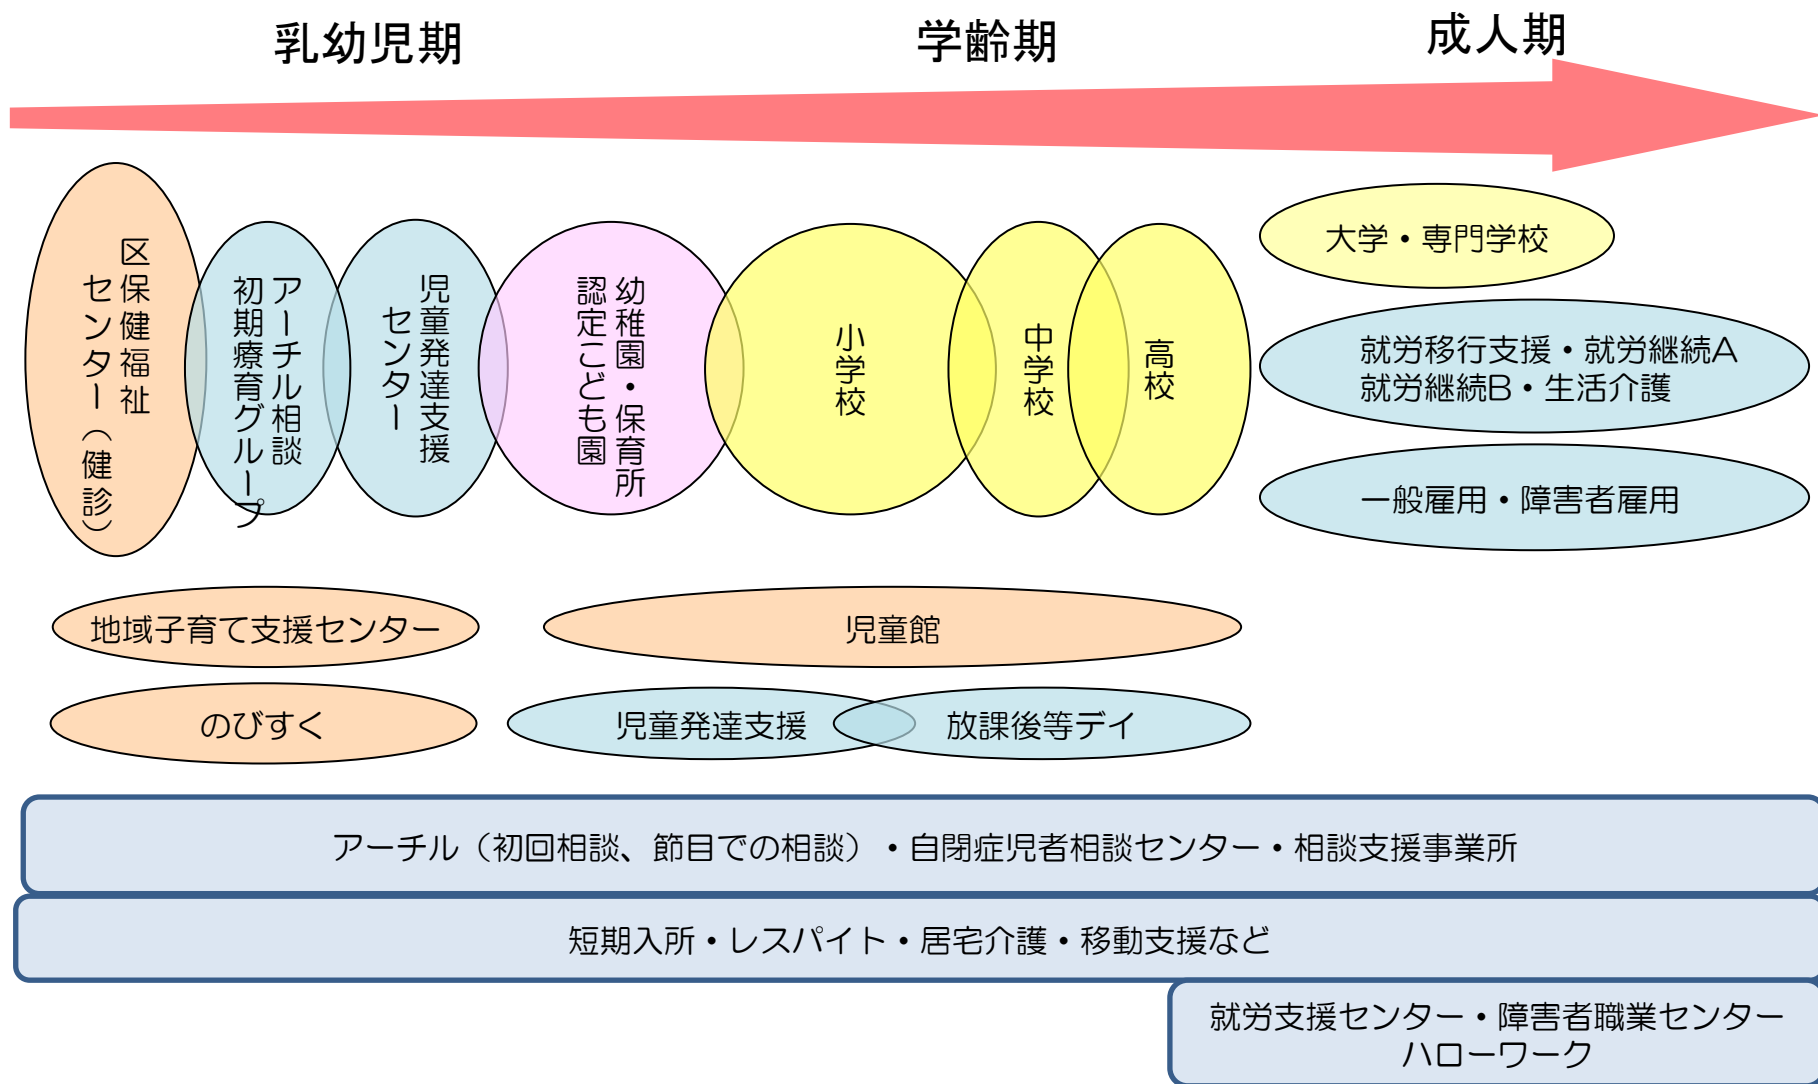 乳幼児期
学齢期
成人期
区保健福祉
センター（健診）
アーチル相談
初期療育グループ
児童発達支援
センター
幼稚園・保育所
認定こども園
小学校
中学校
高校
大学・専門学校
就労移行支援・就労継続A
就労継続B・生活介護
一般雇用・障害者雇用
地域子育て支援センター
児童館
のびすく
児童発達支援
放課後等デイ
アーチル（初回相談、節目での相談）・自閉症児者相談センター・相談支援事業所
短期入所・レスパイト・居宅介護・移動支援など
就労支援センター・障害者職業センター
ハローワーク